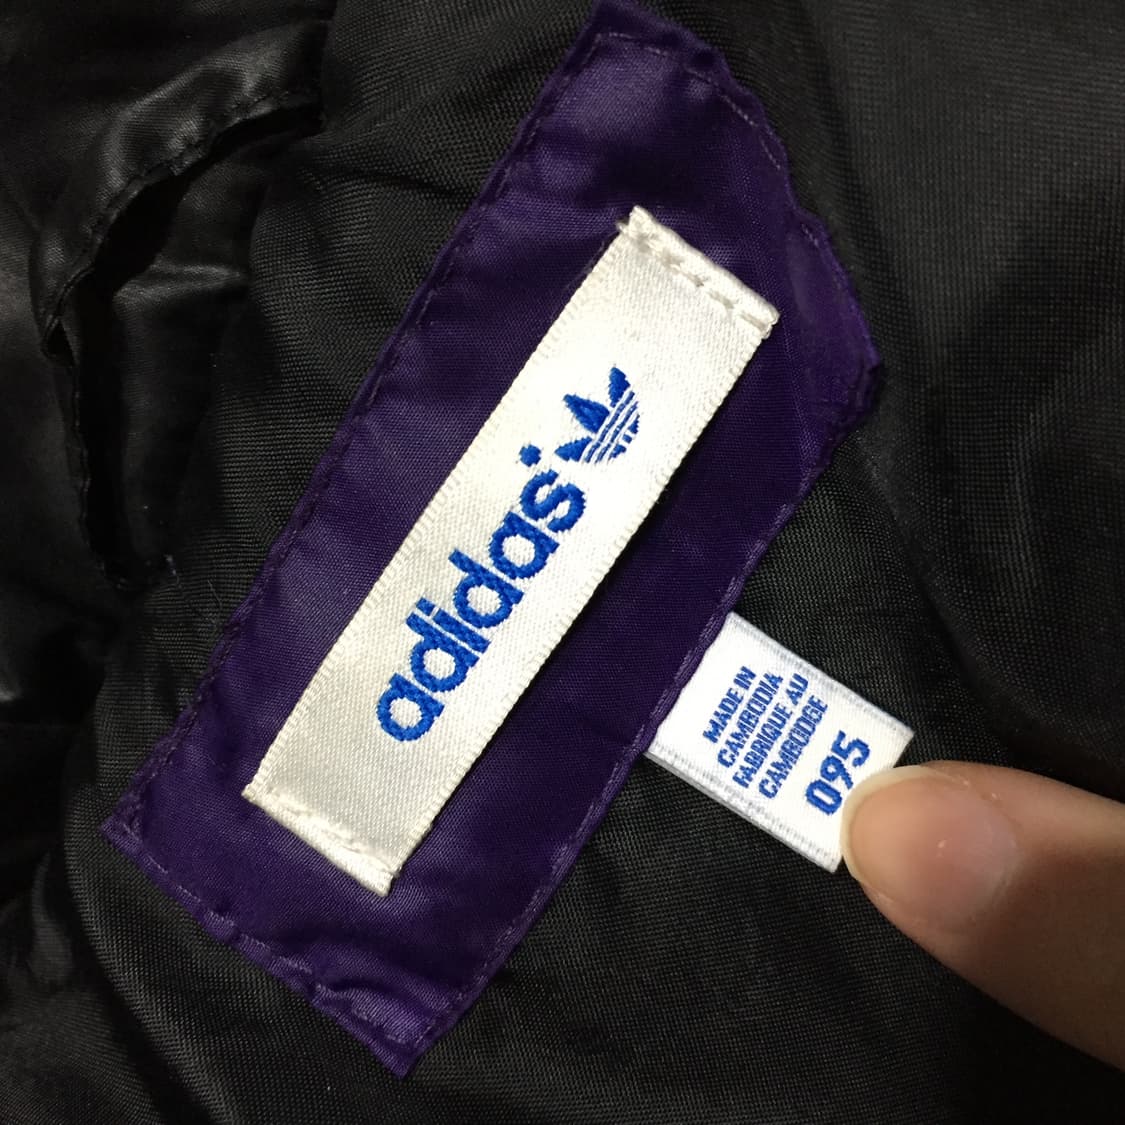 adidas
MADE IN
CAMBODIA
FABRIQUE AU
CAMBODGE
095